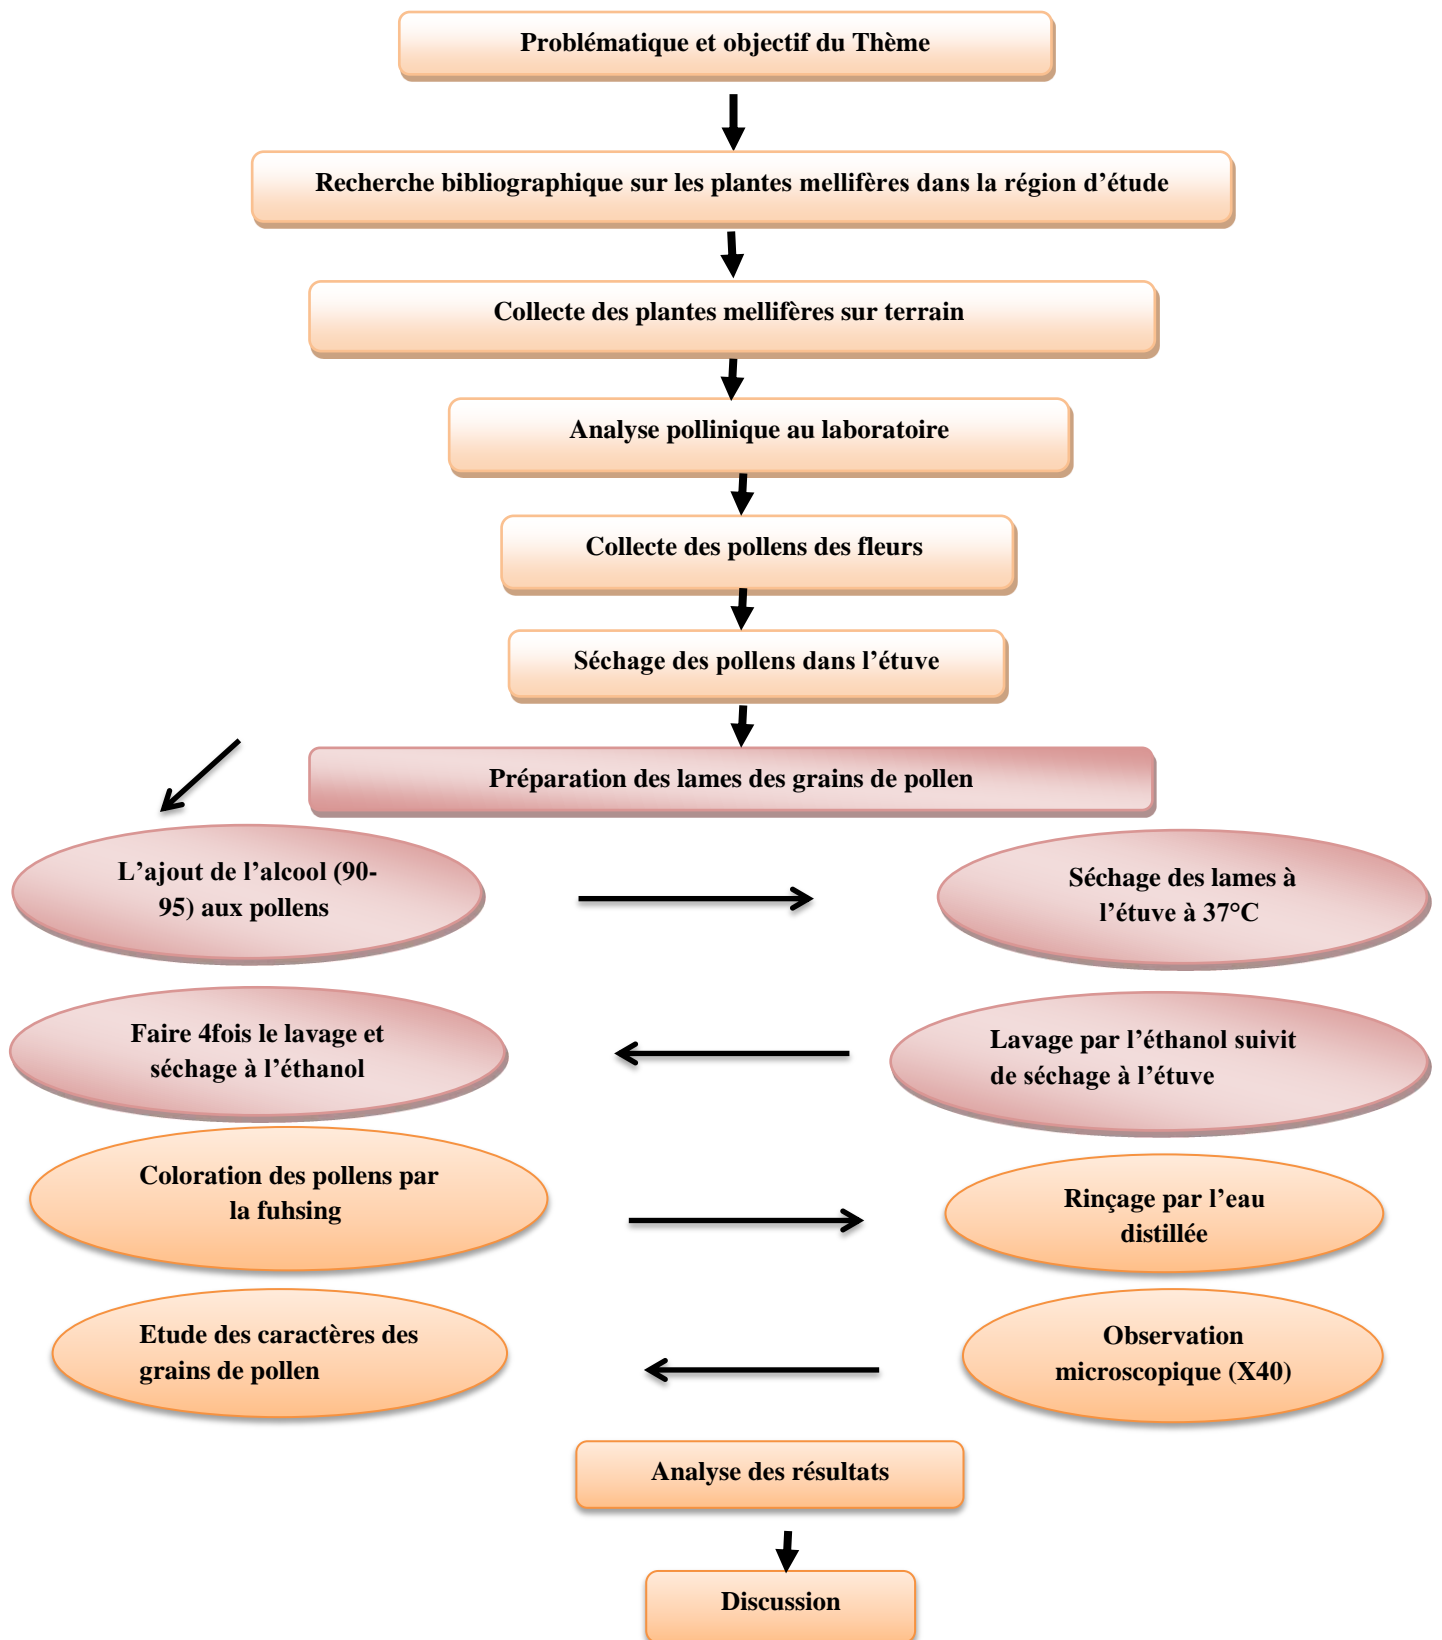 Problématique et objectif du Thème
Recherche bibliographique sur les plantes mellifères dans la région d’étude
Collecte des plantes mellifères sur terrain
Analyse pollinique au laboratoire
Collecte des pollens des fleurs
Séchage des pollens dans l’étuve
Préparation des lames des grains de pollen
L’ajout de l’alcool (90-
95) aux pollens
Séchage des lames à
l’étuve à 37°C
Lavage par l’éthanol suivit
de séchage à l’étuve
Faire 4fois le lavage et
séchage à l’éthanol
Coloration des pollens par
la fuhsing
Rinçage par l’eau
distillée
Observation
microscopique (X40)
Etude des caractères des
grains de pollen
Analyse des résultats
Discussion